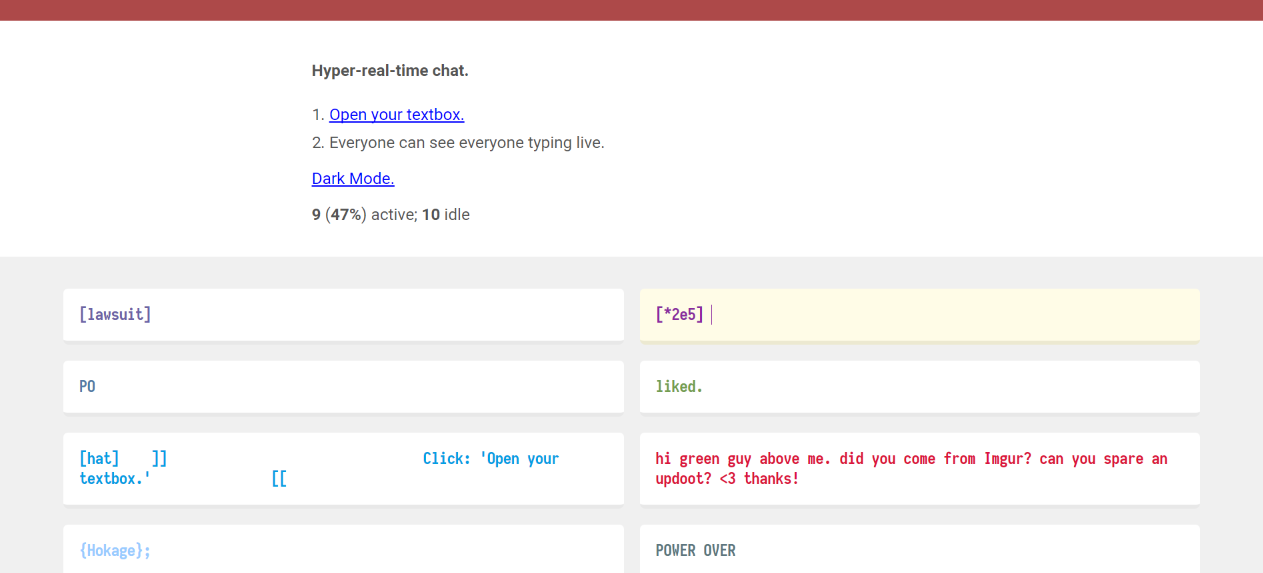 Hyper-real-time chat.
1. Open your textbox.
2. Everyone can see everyone typing live.
Dark Mode.
9 (47%) active; 10 idle
[lawsuit]
[*2e5]
PO
liked.
[hat]    ]]                                Click: 'Open your
textbox.'               [[
hi green guy above me. did you come from Imgur? can you spare an
updoot? <3 thanks!
{Hokage};
POWER OVER